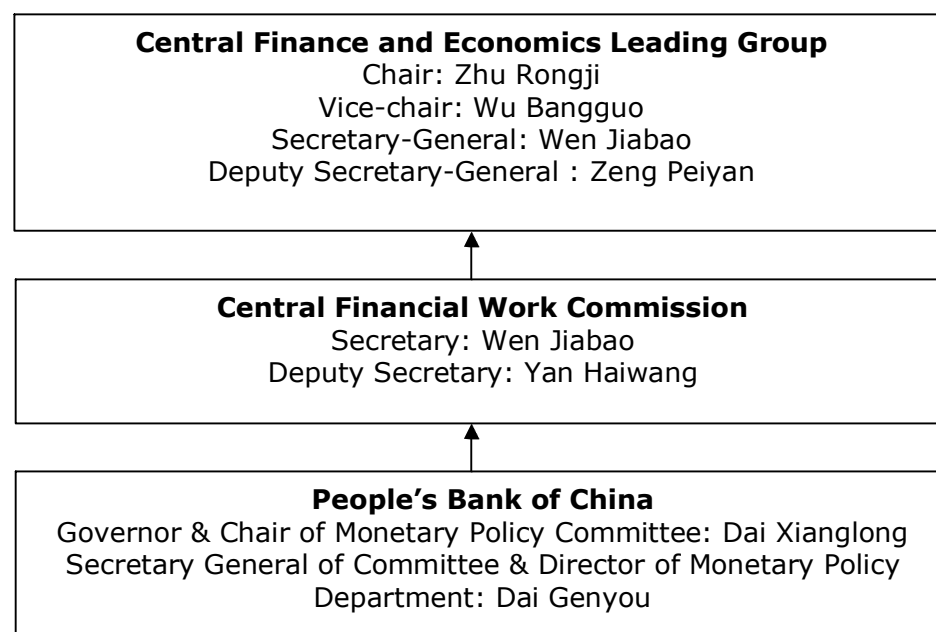 Central Finance and Economics Leading Group
Chair: Zhu Rongji
Vice-chair: Wu Bangguo
Secretary-General: Wen Jiabao
Deputy Secretary-General : Zeng Peiyan
Central Financial Work Commission
Secretary: Wen Jiabao
Deputy Secretary: Yan Haiwang
People’s Bank of China
Governor & Chair of Monetary Policy Committee: Dai Xianglong
Secretary General of Committee & Director of Monetary Policy
Department: Dai Genyou